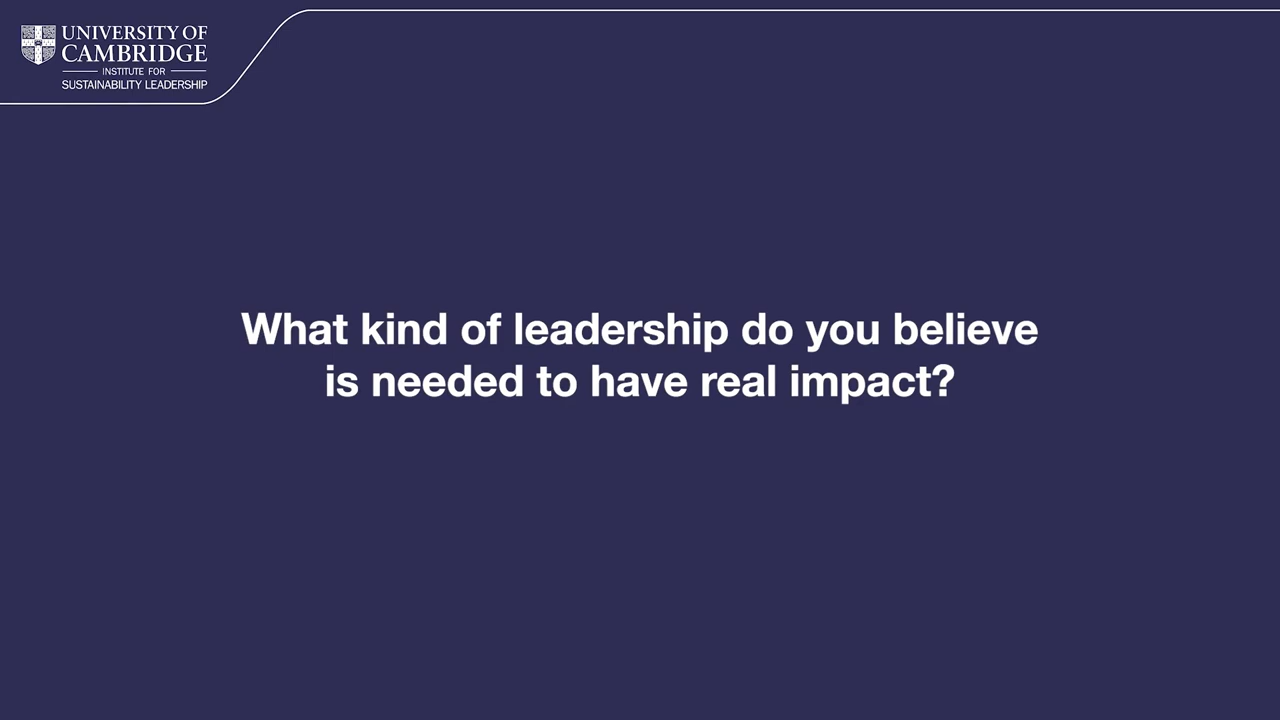 UNIVERSITY OF
CAMBRIDGE
INSTITUTE FOR
SUSTAINABILITY LEADERSHIP
What kind of leadership do you believe
is needed to have real impact?